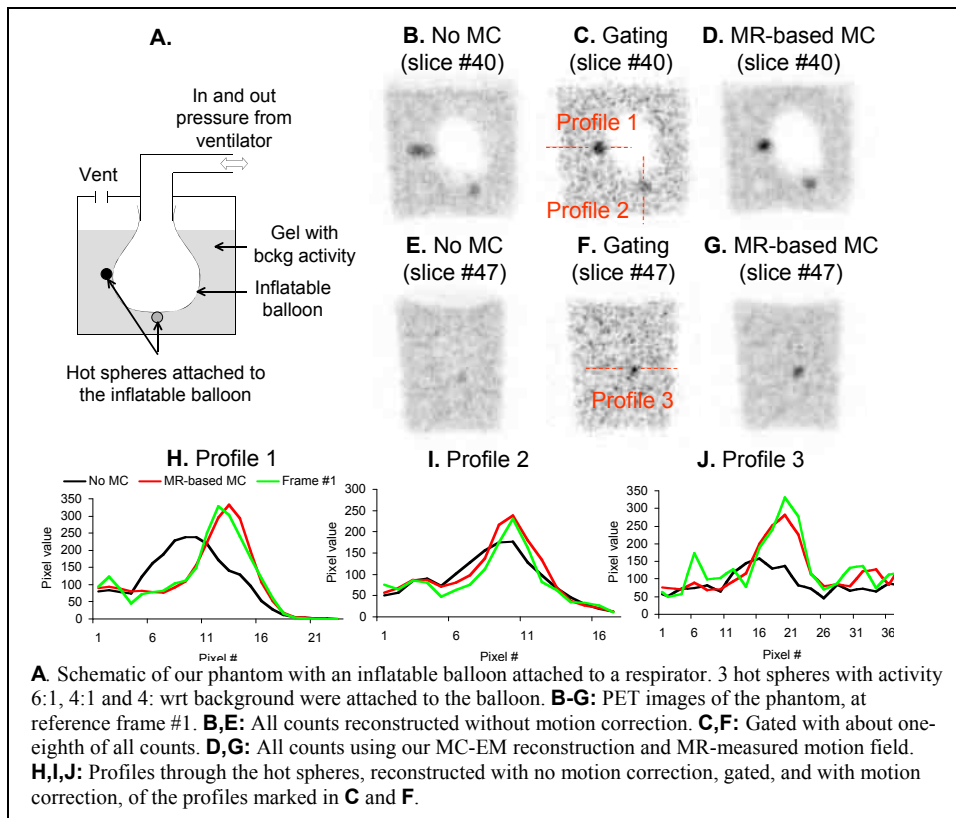 A.
In and out
pressure from
ventilator
Vent
Gel with
bckg activity
Inflatable
balloon
Hot spheres attached to
the inflatable balloon
B. No MC
(slice #40)
C. Gating
(slice #40)
D. MR-based MC
(slice #40)
Profile 1
Profile 2
E. No MC
(slice #47)
F. Gating
(slice #47)
G. MR-based MC
(slice #47)
Profile 3
H. Profile 1
No MC MR-based MC Frame #1
Pixel value
350
300
250
200
150
100
50
0
1 6 11 16 21
Pixel #
I. Profile 2
Pixel value
300
250
200
150
100
50
0
1 6 11 16
Pixel #
J. Profile 3
Pixel value
350
300
250
200
150
100
50
0
1 6 11 16 21 26 31 36
Pixel #
A. Schematic of our phantom with an inflatable balloon attached to a respirator. 3 hot spheres with activity
6:1, 4:1 and 4: wrt background were attached to the balloon. B-G: PET images of the phantom, at
reference frame #1. B,E: All counts reconstructed without motion correction. C,F: Gated with about one-
eighth of all counts. D,G: All counts using our MC-EM reconstruction and MR-measured motion field.
H,I,J: Profiles through the hot spheres, reconstructed with no motion correction, gated, and with motion
correction, of the profiles marked in C and F.